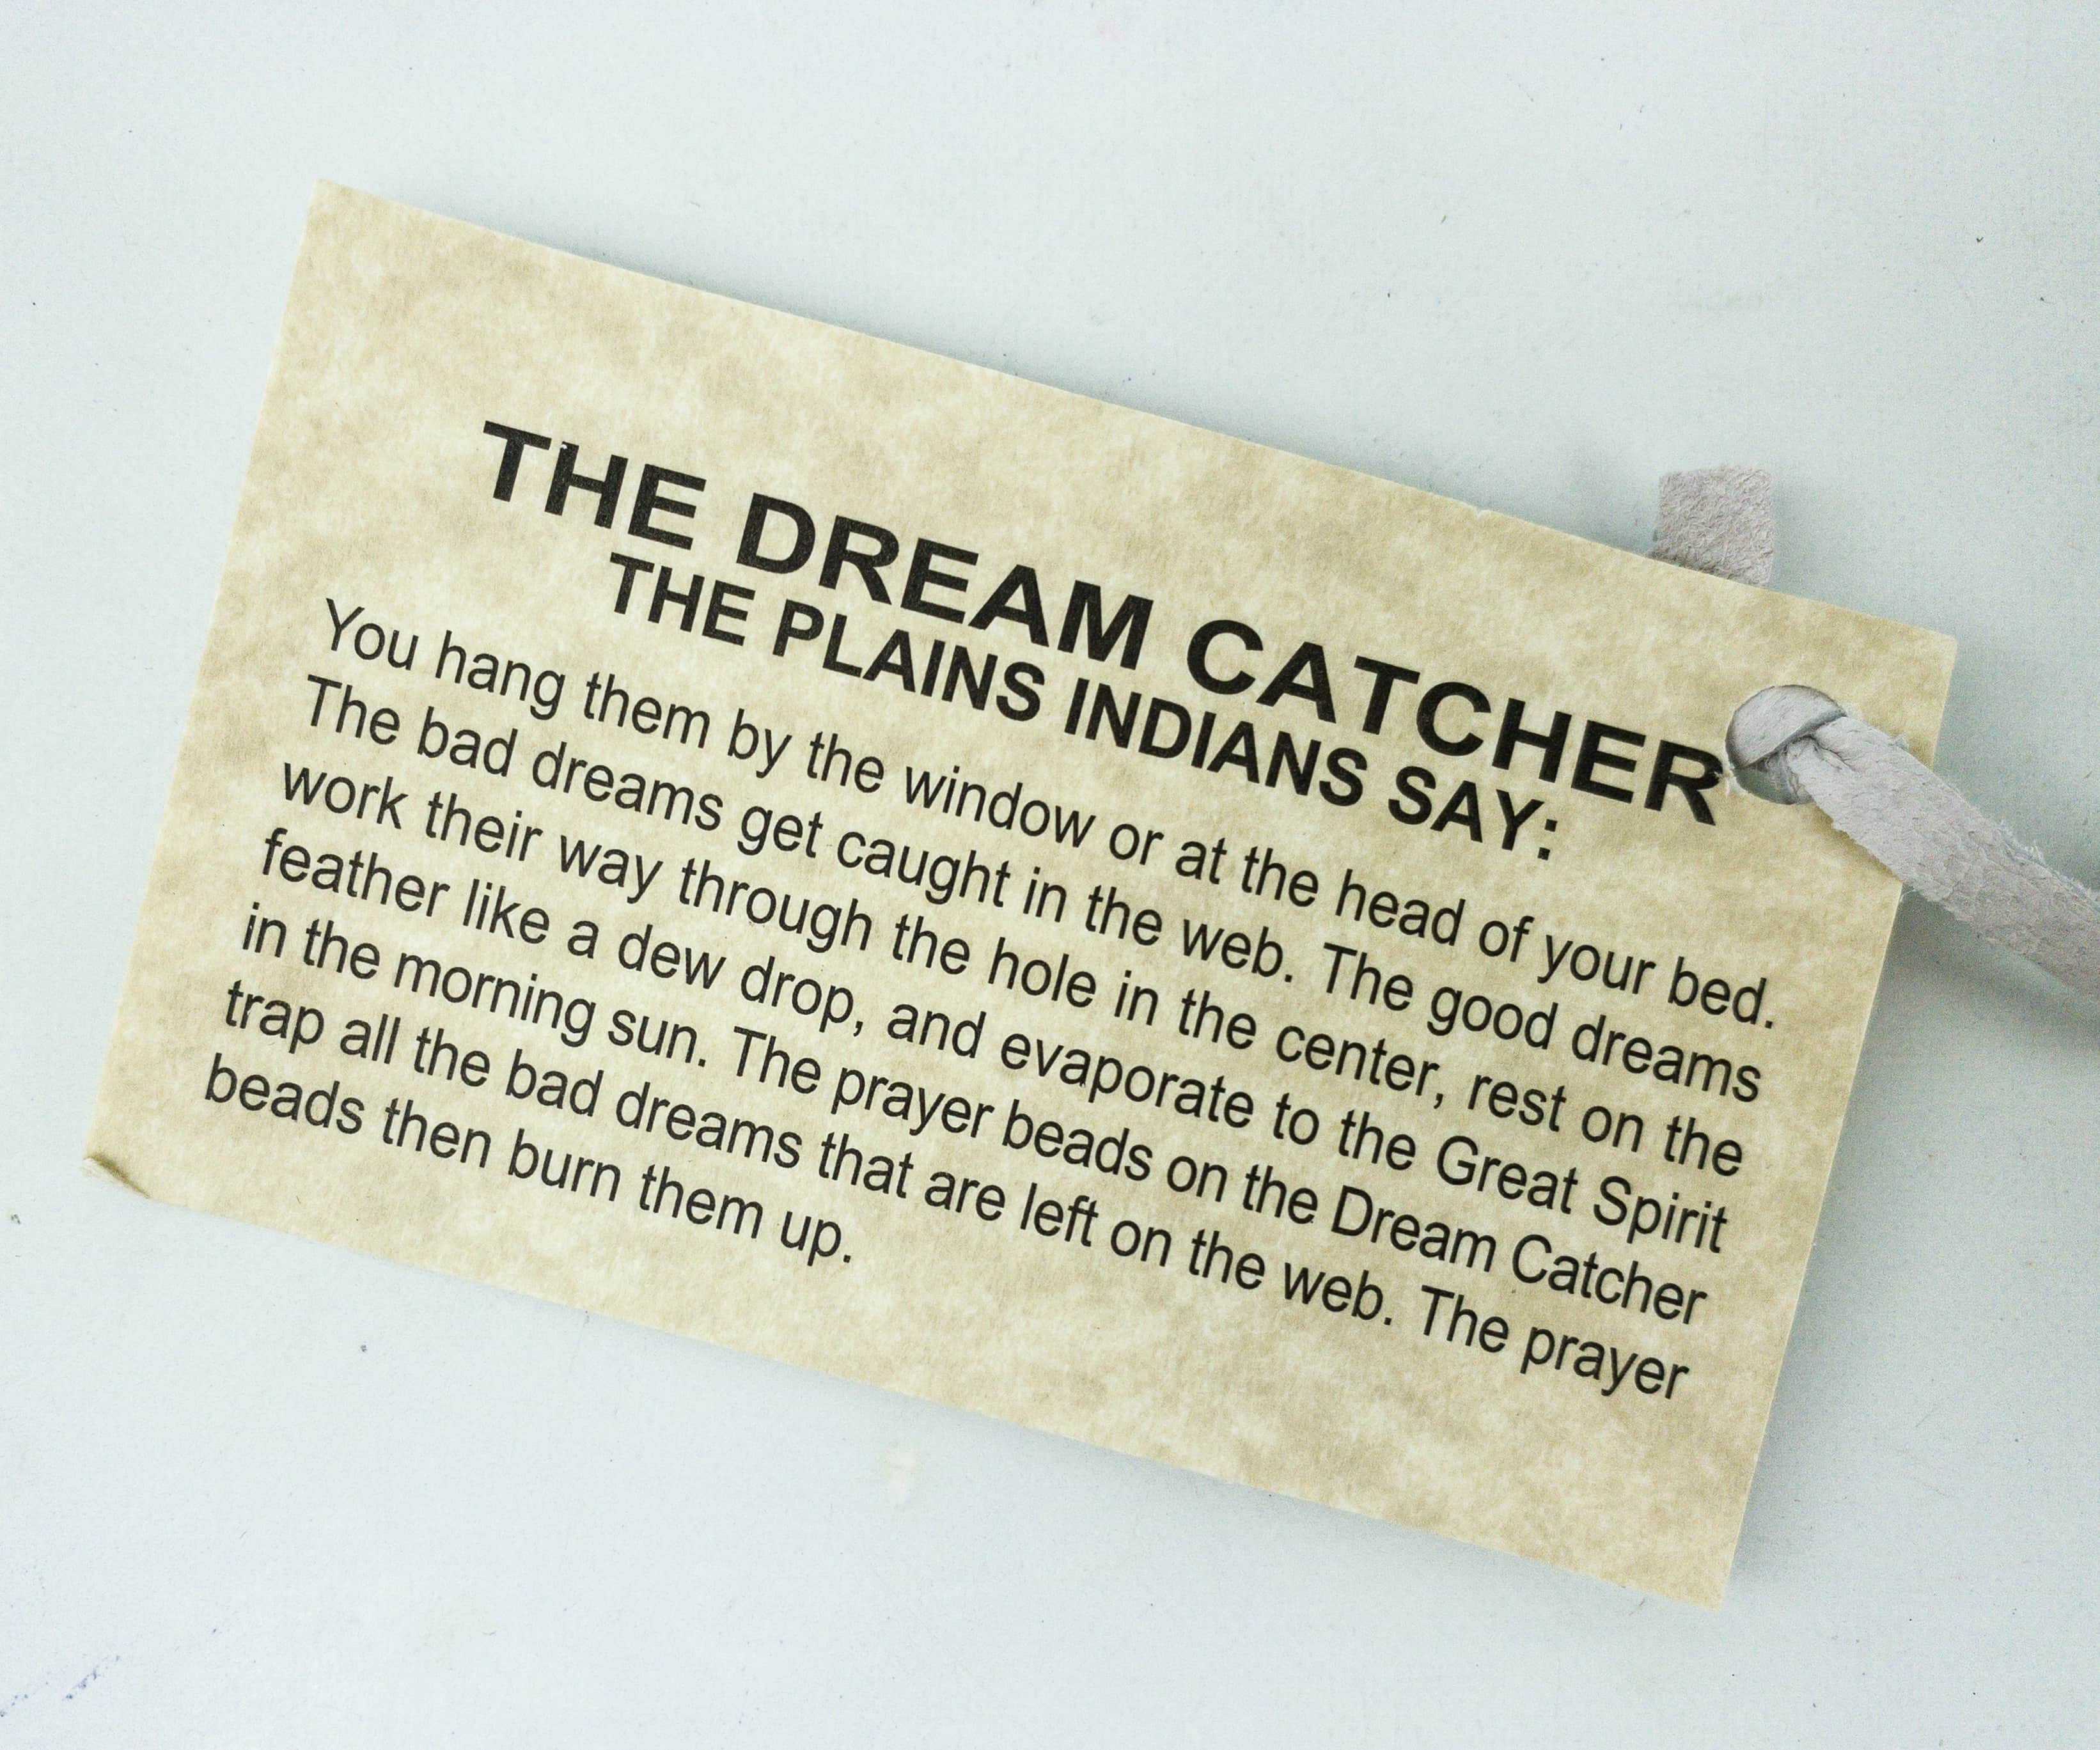 THE DREAM CATCHER
THE PLAINS INDIANS SAY:
You hang them by the window or at the head of your bed.
The bad dreams get caught in the web. The good dreams
work their way through the hole in the center, rest on the
feather like a dew drop, and evaporate to the Great Spirit
in the morning sun. The prayer beads on the Dream Catcher
trap all the bad dreams that are left on the web. The prayer
beads then burn them up.